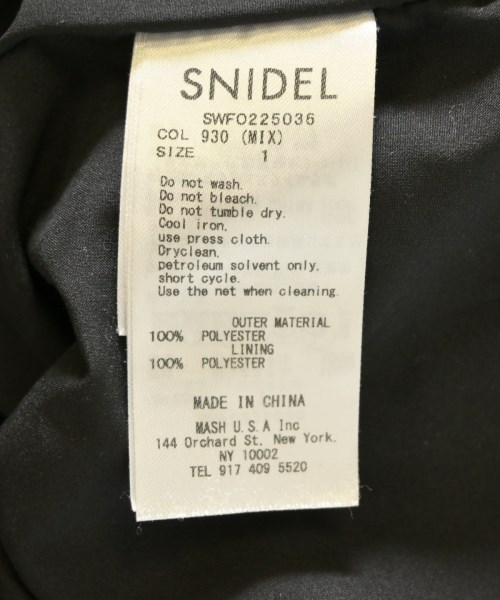 SNIDEL
SWFO225036
COL 930 (MIX)
SIZE 1
Do not wash.
Do not bleach.
Do not tumble dry.
Cool iron.
use press cloth.
Dryclean.
petroleum solvent only.
short cycle.
Use the net when cleaning.
OUTER MATERIAL
100% POLYESTER
LINING
100% POLYESTER
MADE IN CHINA
MASH U.S.A Inc
144 Orchard St. New York.
NY 10002
TEL 917 409 5520